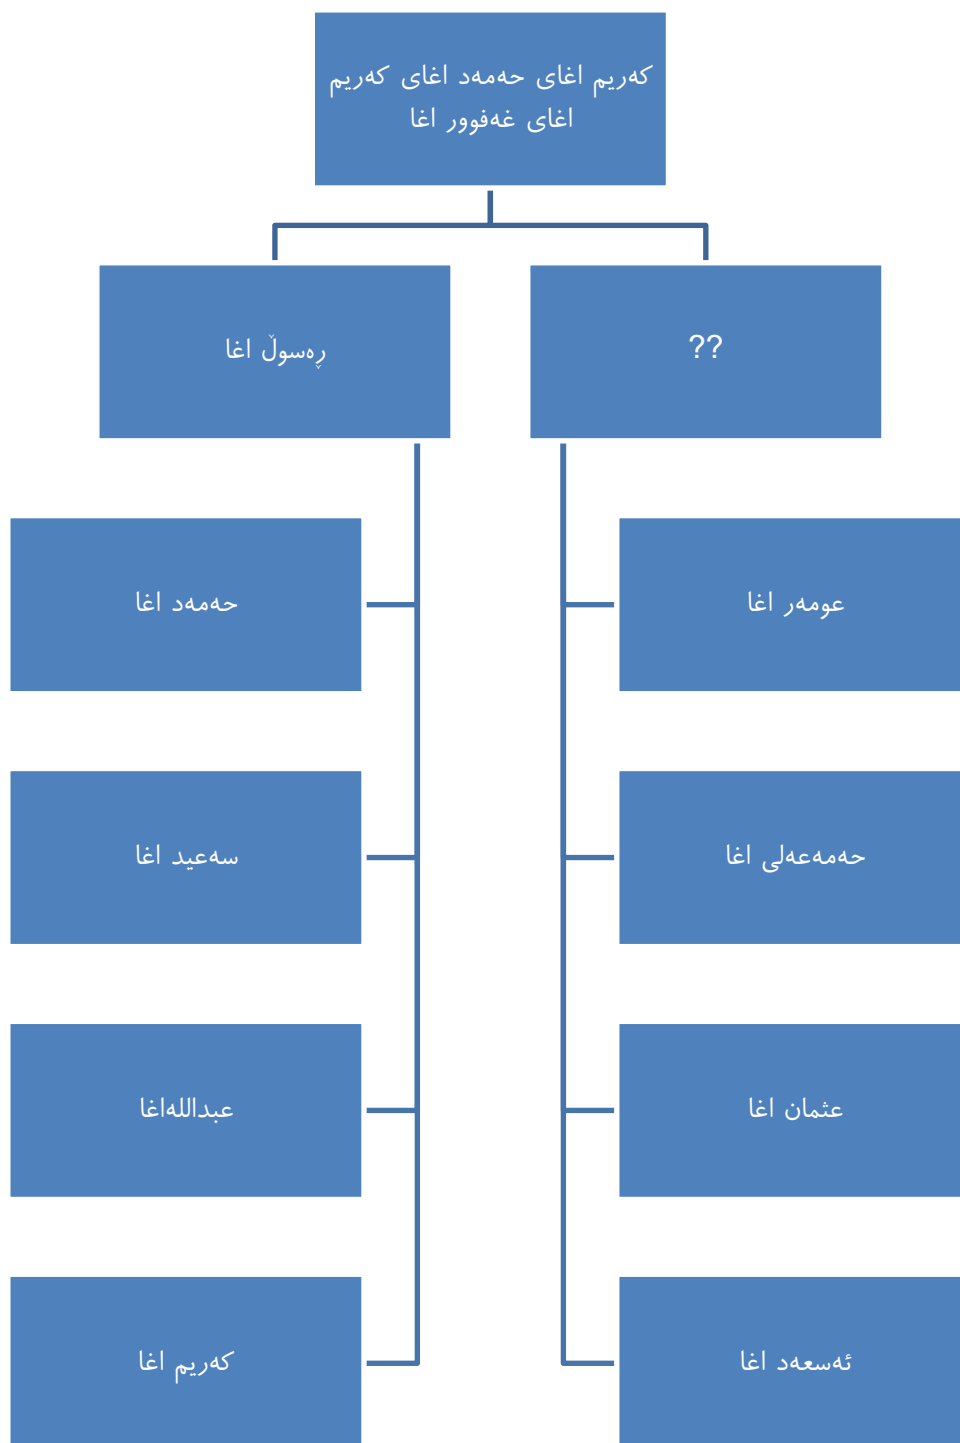 کەریم اغای حەمەد اغای کەریم
اغای غەفوور اغا
??
ڕەسوڵ اغا
عومەر اغا
حەمەد اغا
حەمەعەلی اغا
سەعید اغا
عثمان اغا
عبداللەاغا
ئەسعەد اغا
کەریم اغا